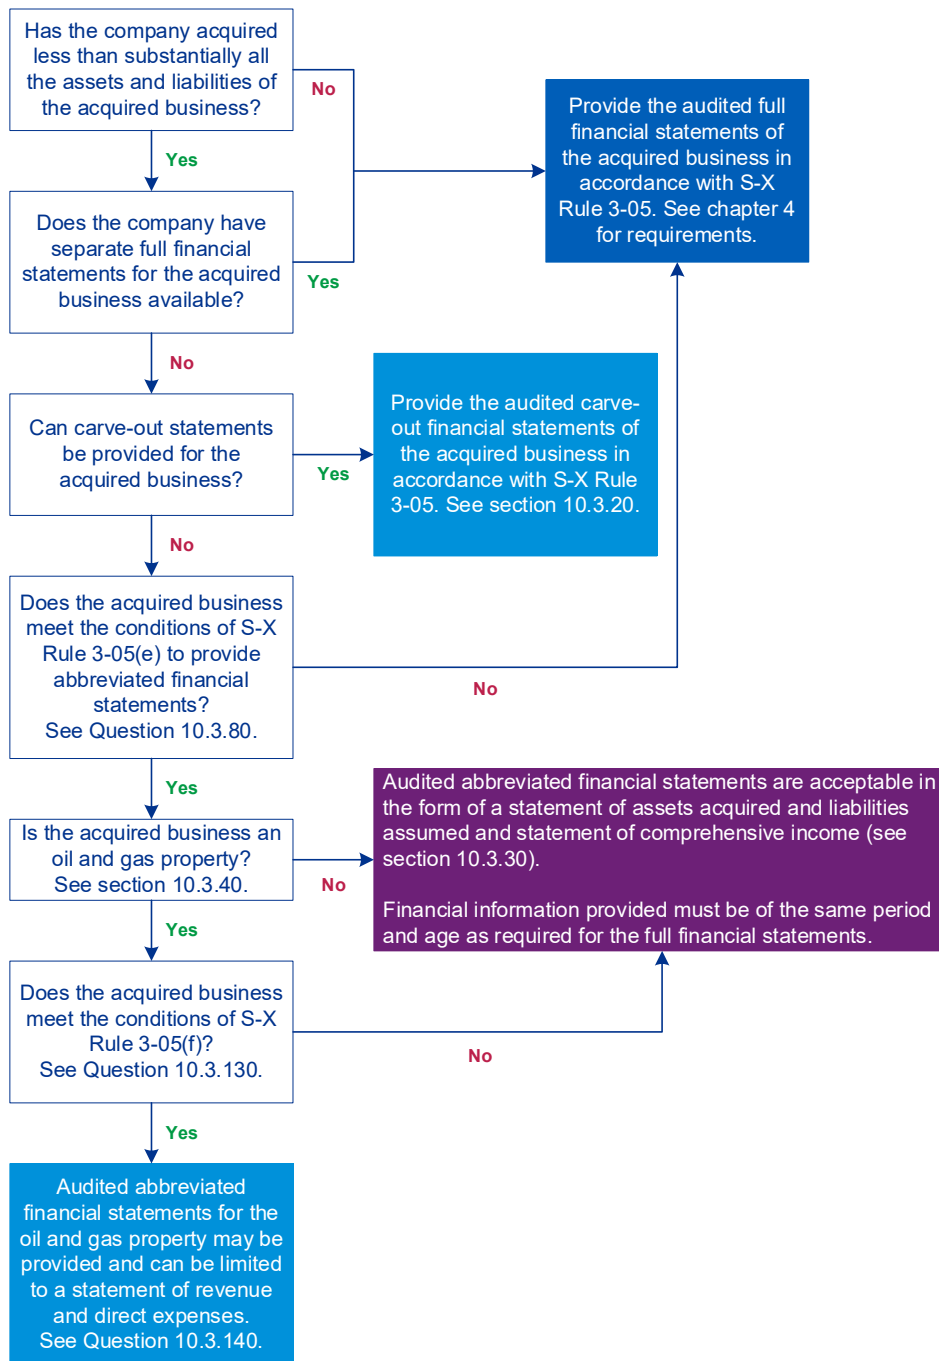 Has the company acquired
less than substantially all
the assets and liabilities of
the acquired business?
No
Yes
Provide the audited full
financial statements of
the acquired business in
accordance with S-X
Rule 3-05. See chapter 4
for requirements.
Does the company have
separate full financial
statements for the acquired
business available?
Yes
No
Can carve-out statements
be provided for the
acquired business?
Yes
No
Provide the audited carve-
out financial statements of
the acquired business in
accordance with S-X Rule
3-05. See section 10.3.20.
Does the acquired business
meet the conditions of S-X
Rule 3-05(e) to provide
abbreviated financial
statements?
See Question 10.3.80.
No
Yes
Is the acquired business an
oil and gas property?
See section 10.3.40.
No
Yes
Audited abbreviated financial statements are acceptable in
the form of a statement of assets acquired and liabilities
assumed and statement of comprehensive income (see
section 10.3.30).
Financial information provided must be of the same period
and age as required for the full financial statements.
Does the acquired business
meet the conditions of S-X
Rule 3-05(f)?
See Question 10.3.130.
No
Yes
Audited abbreviated
financial statements for the
oil and gas property may be
provided and can be limited
to a statement of revenue
and direct expenses.
See Question 10.3.140.